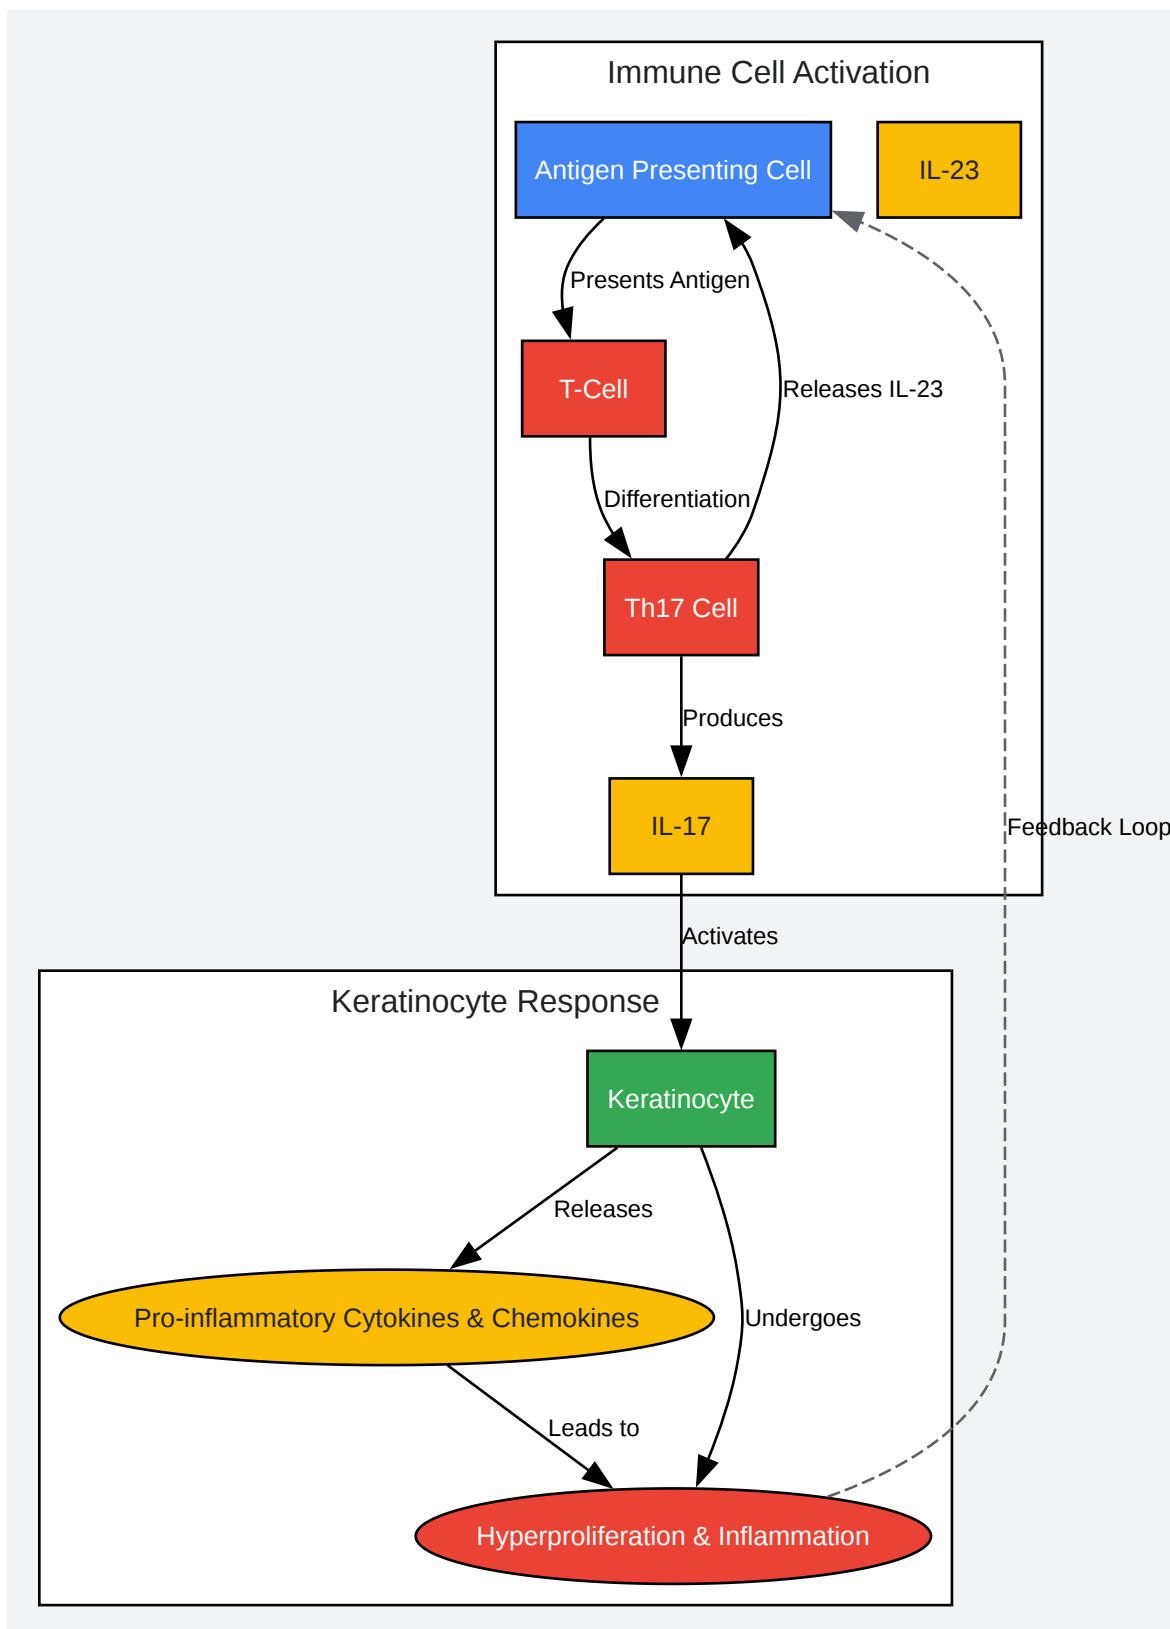 Immune Cell Activation
Antigen Presenting Cell
IL-23
Presents Antigen
T-Cell
Releases IL-23
Differentiation
Th17 Cell
Produces
IL-17
Feedback Loop
Activates
Keratinocyte Response
Keratinocyte
Releases
Pro-inflammatory Cytokines & Chemokines
Undergoes
Leads to
Hyperproliferation & Inflammation